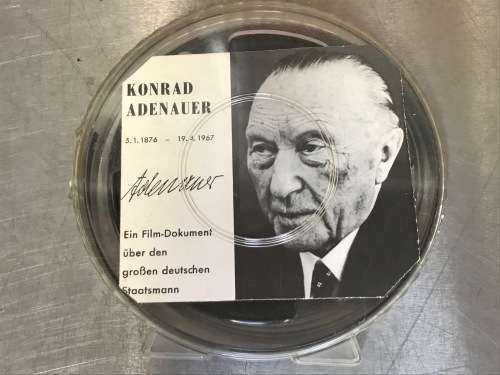 KONRAD
ADENAUER
5.1.1876 – 19.4.1967
Adenauer
Ein Film-Dokument
über den
großen deutschen
Staatsmann